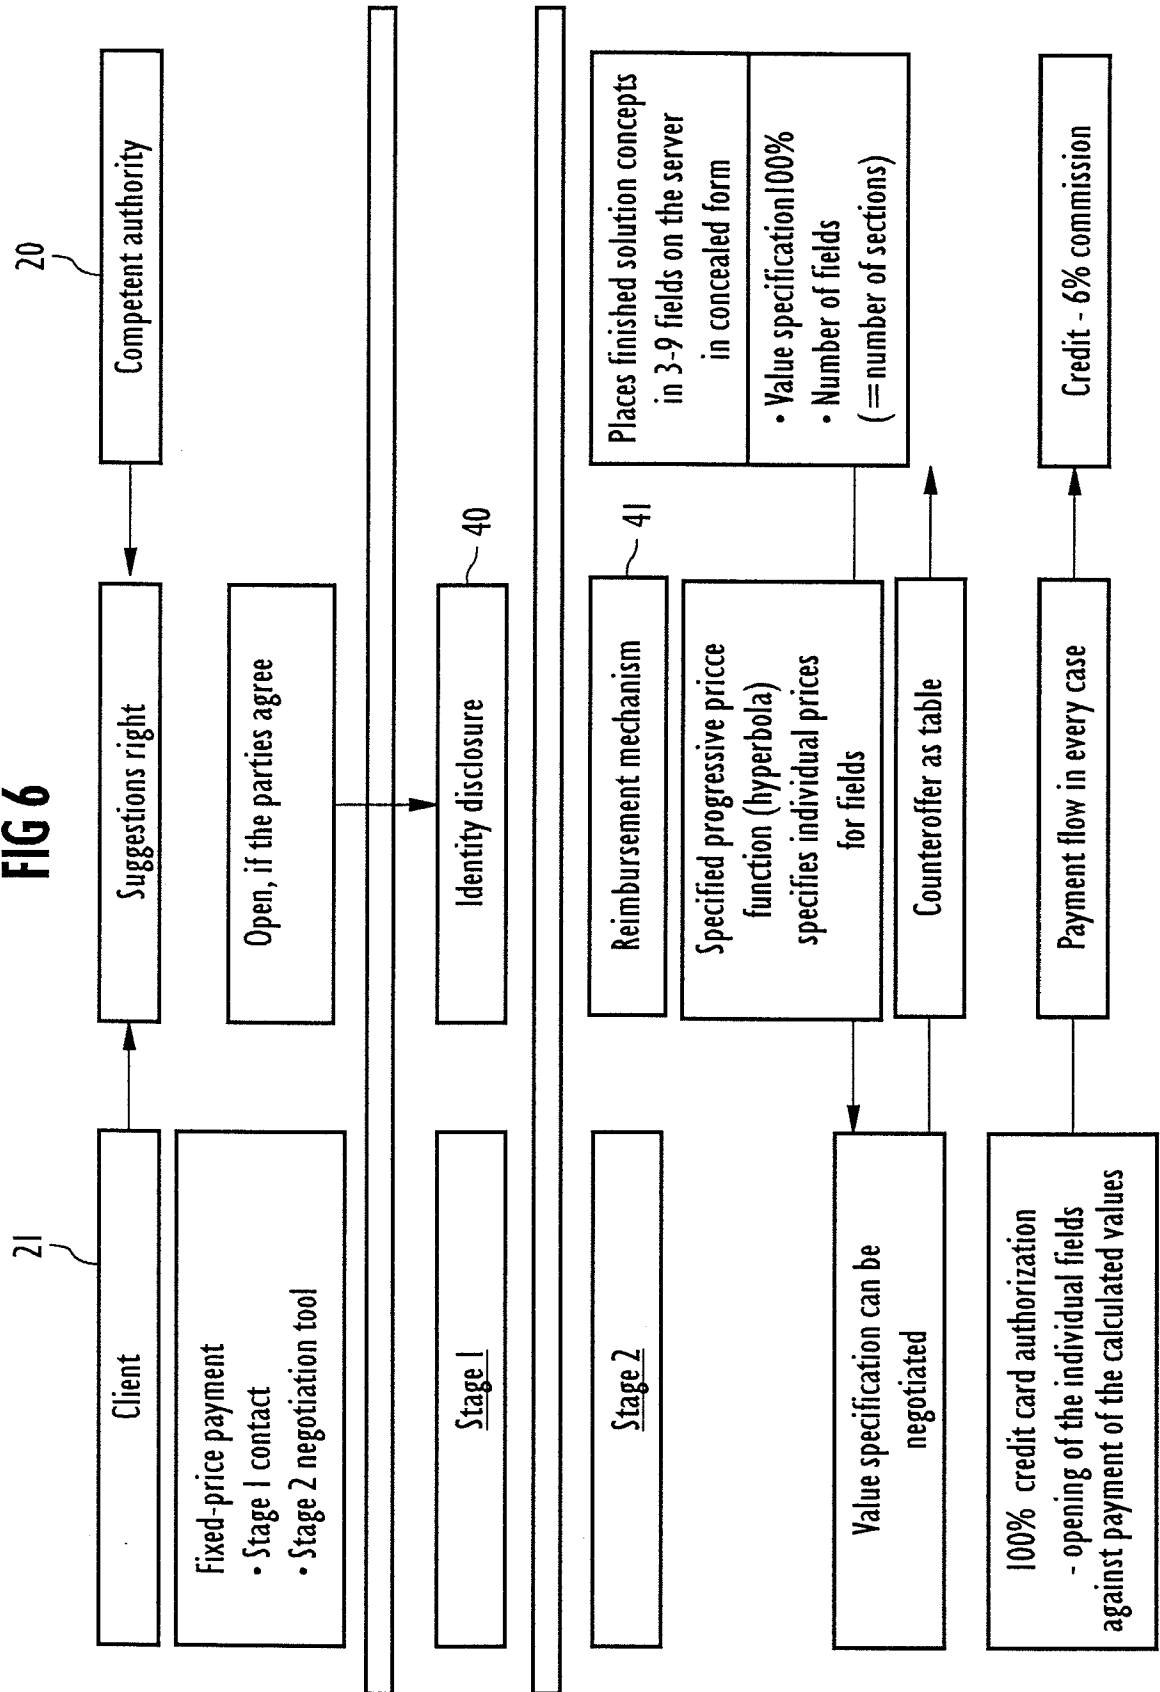 FIG 6
21
20
Client
Suggestions right
Competent authority
Fixed-price payment
• Stage 1 contact
• Stage 2 negotiation tool
Open, if the parties agree
Stage 1
Identity disclosure
40
Stage 2
Reimbursement mechanism
41
Places finished solution concepts
in 3-9 fields on the server
in concealed form
Specified progressive pricce
function (hyperbola)
specifies individual prices
for fields
• Value specification100%
• Number of fields
(=number of sections)
Value specification can be
negotiated
Counteroffer as table
100% credit card authorization
- opening of the individual fields
against payment of the calculated values
Payment flow in every case
Credit - 6% commission